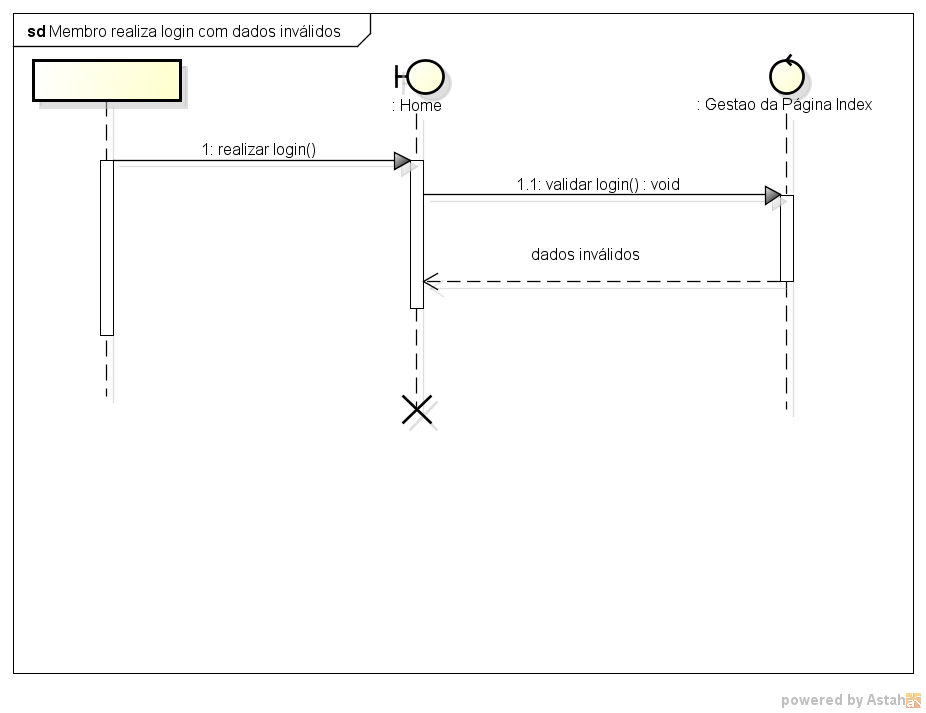 sd Membro realiza login com dados inválidos
: Home
: Gestao da Página Index
1: realizar login()
1.1: validar login() : void
dados inválidos
powered by Astah